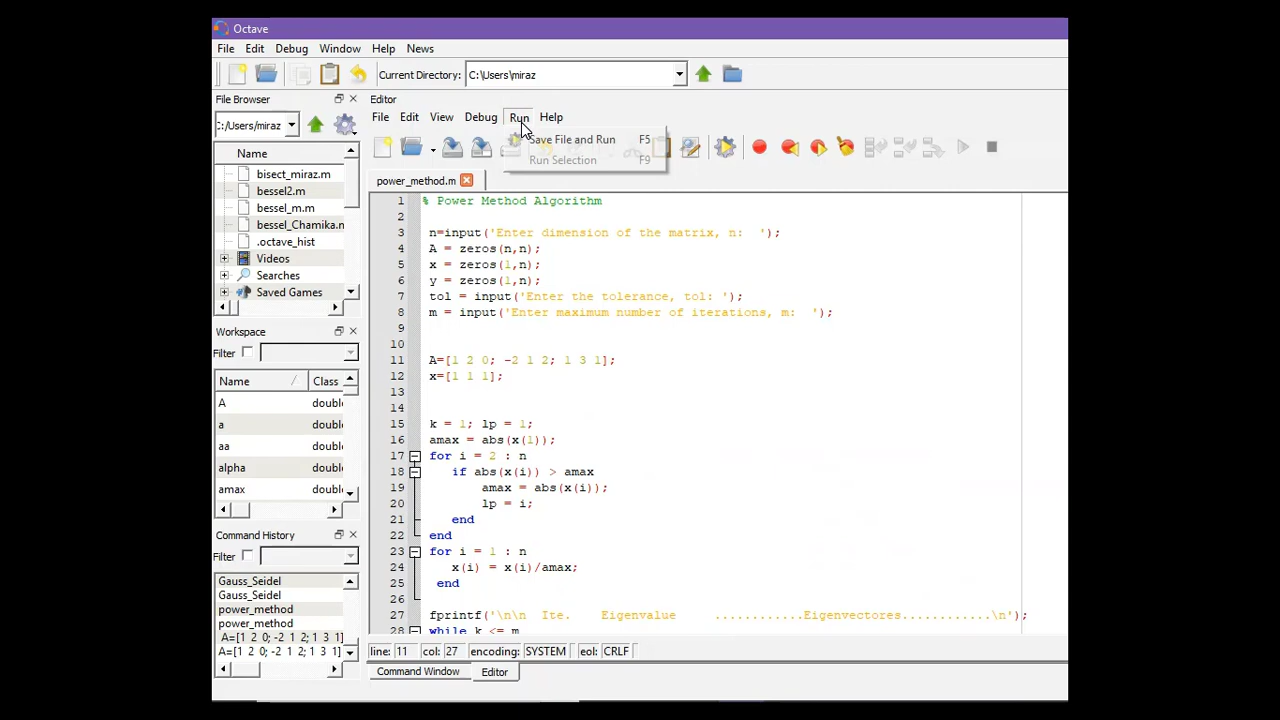 Octave
File Edit Debug Window Help News
Current Directory: C:\Users\miraz
File Browser
C:/Users/miraz
Name
bisect_miraz.m
bessel2.m
bessel_m.m
bessel_Chamika.m
.octave_hist
Videos
Searches
Saved Games
Workspace
Filter
Name Class
A doubl
a doubl
aa doubl
alpha doubl
amax doubl
Command History
Filter
Gauss_Seidel
Gauss_Seidel
power_method
power_method
A=[1 2 0; -2 1 2; 1 3 1]
A=[1 2 0; -2 1 2; 1 3 1]
Editor
File Edit View Debug Run Help
Save File and Run F5
Run Selection F9
power_method.m
1 % Power Method Algorithm
2
3 n=input('Enter dimension of the matrix, n:  ');
4 A = zeros(n,n);
5 x = zeros(1,n);
6 y = zeros(1,n);
7 tol = input('Enter the tolerance, tol: ');
8 m = input('Enter maximum number of iterations, m:  ');
9
10
11 A=[1 2 0; -2 1 2; 1 3 1];
12 x=[1 1 1];
13
14
15 k = 1; lp = 1;
16 amax = abs(x(1));
17 for i = 2 : n
18 if abs(x(i)) > amax
19 amax = abs(x(i));
20 lp = i;
21 end
22 end
23 for i = 1 : n
24 x(i) = x(i)/amax;
25 end
26
27 fprintf('\n\n  Ite.    Eigenvalue     ............Eigenvectores............\n');
28 while k <= m
line: 11 col: 27 encoding: SYSTEM eol: CRLF
Command Window Editor